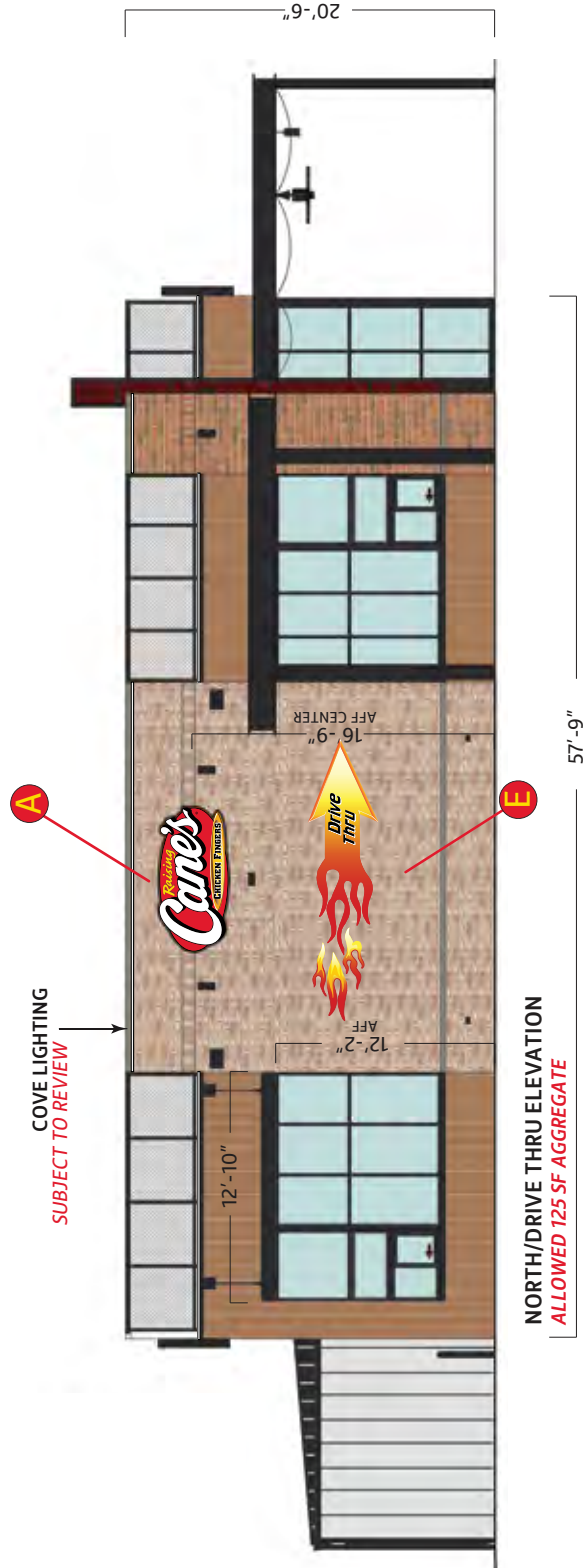 COVE LIGHTING
SUBJECT TO REVIEW
A
20'-6"
Raising
Cane's
CHICKEN FINGERS
12'-10"
12'-2"
AFF
Drive
Thru
16'-9"
AFF CENTER
E
NORTH/DRIVE THRU ELEVATION
ALLOWED 125 SF AGGREGATE
57'-9"